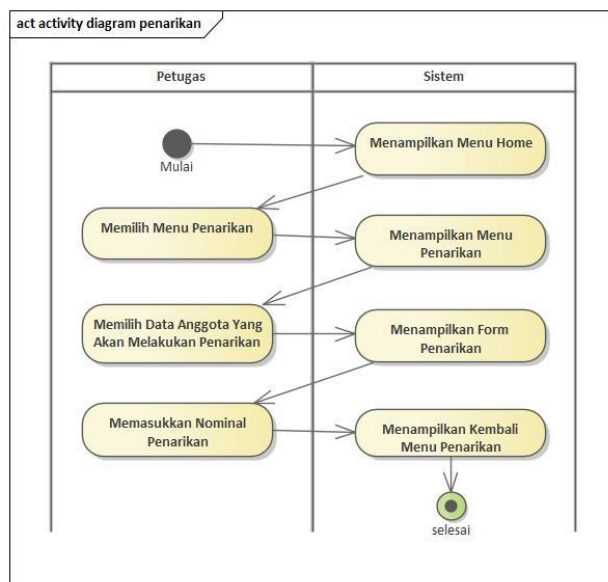 act activity diagram penarikan
Petugas
Sistem
Mulai
Menampilkan Menu Home
Memilih Menu Penarikan
Menampilkan Menu
Penarikan
Memilih Data Anggota Yang
Akan Melakukan Penarikan
Menampilkan Form
Penarikan
Memasukkan Nominal
Penarikan
Menampilkan Kembali
Menu Penarikan
selesai